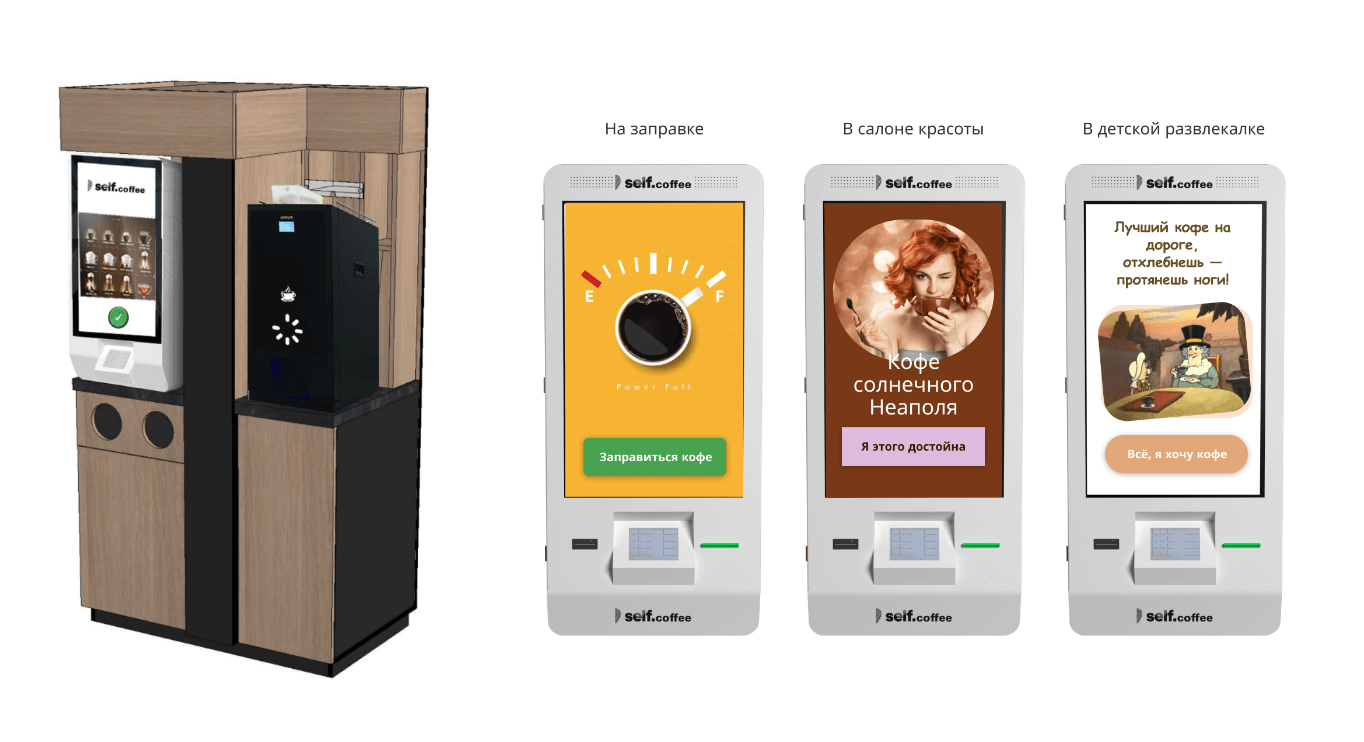 self.coffee
unicum
На заправке
self.coffee
E
F
Power Full
Заправиться кофе
self.coffee
В салоне красоты
self.coffee
Кофе
солнечного
Неаполя
Я этого достойна
self.coffee
В детской развлекалке
self.coffee
Лучший кофе на
дороге,
отхлебнешь —
протянешь ноги!
Всё, я хочу кофе
self.coffee